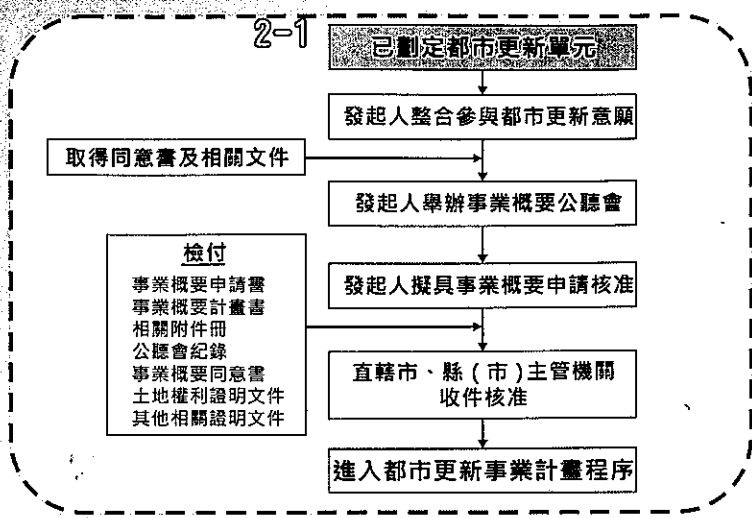 2-1
已劃定都市更新單元
發起人整合參與都市更新意願
取得同意書及相關文件
發起人舉辦事業概要公聽會
檢付
事業概要申請書
事業概要計畫書
相關附件冊
公聽會紀錄
事業概要同意書
土地權利證明文件
其他相關證明文件
發起人擬具事業概要申請核准
直轄市、縣(市)主管機關
收件核准
進入都市更新事業計畫程序